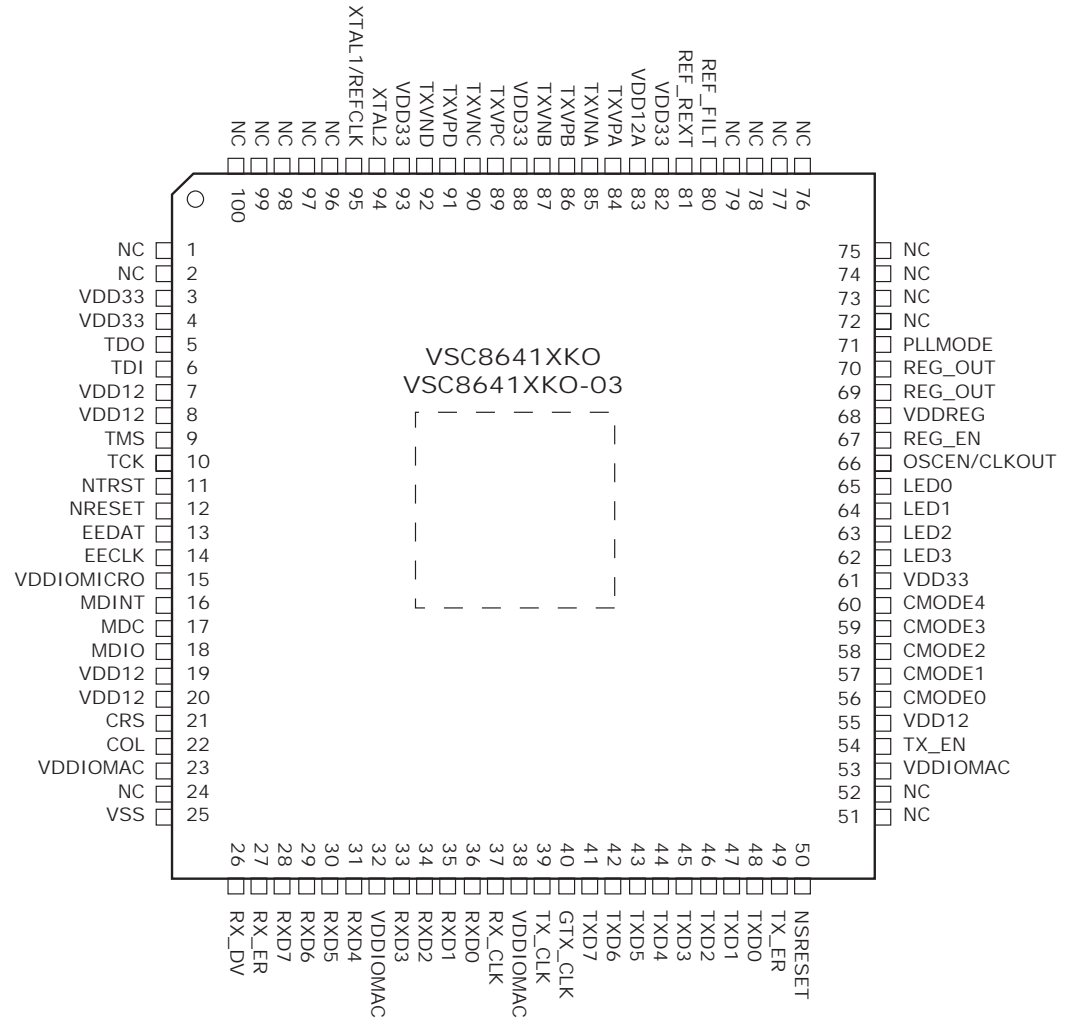 XTAL1/REFCLK
XTAL2
VDD33
TXVND
TXVPD
TXVNC
TXVPC
VDD33
TXVNB
TXVPB
TXVNA
TXVPA
VDD12A
VDD33
REF_REXT
REF_FILT
NC NC NC NC NC
NC NC NC NC
100 99 98 97 96 95 94 93 92 91 90 89 88 87 86 85 84 83 82 81 80 79 78 77 76
NC 1
NC 2
VDD33 3
VDD33 4
TDO 5
TDI 6
VDD12 7
VDD12 8
TMS 9
TCK 10
NTRST 11
NRESET 12
EEDAT 13
EECLK 14
VDDIOMICRO 15
MDINT 16
MDC 17
MDIO 18
VDD12 19
VDD12 20
CRS 21
COL 22
VDDIOMAC 23
NC 24
VSS 25
VSC8641XKO
VSC8641XKO-03
75 NC
74 NC
73 NC
72 NC
71 PLLMODE
70 REG_OUT
69 REG_OUT
68 VDDREG
67 REG_EN
66 OSCEN/CLKOUT
65 LED0
64 LED1
63 LED2
62 LED3
61 VDD33
60 CMODE4
59 CMODE3
58 CMODE2
57 CMODE1
56 CMODE0
55 VDD12
54 TX_EN
53 VDDIOMAC
52 NC
51 NC
26 27 28 29 30 31 32 33 34 35 36 37 38 39 40 41 42 43 44 45 46 47 48 49 50
RX_DV
RX_ER
RXD7
RXD6
RXD5
RXD4
VDDIOMAC
RXD3
RXD2
RXD1
RXD0
RX_CLK
VDDIOMAC
TX_CLK
GTX_CLK
TXD7
TXD6
TXD5
TXD4
TXD3
TXD2
TXD1
TXD0
TX_ER
NSRESET